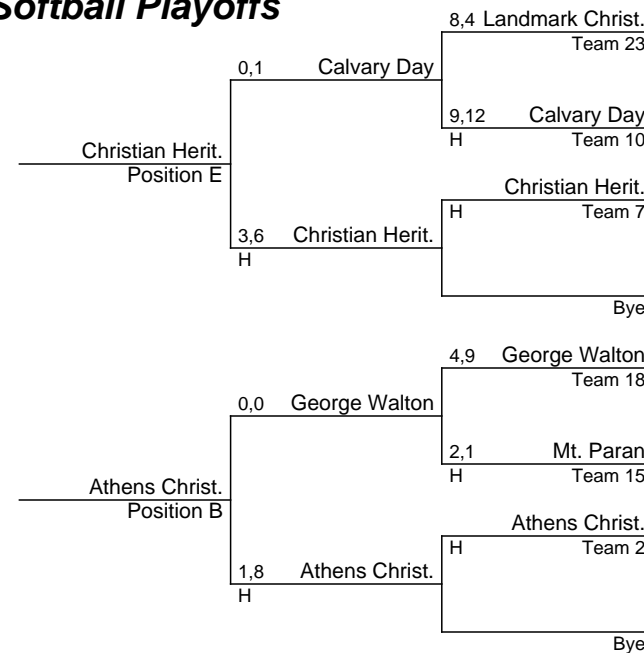 Softball Playoffs
8,4 Landmark Christ.
Team 23
0,1 Calvary Day
9,12 Calvary Day
H Team 10
Christian Herit.
Position E
Christian Herit.
H Team 7
3,6 Christian Herit.
H
Bye
4,9 George Walton
Team 18
0,0 George Walton
2,1 Mt. Paran
H Team 15
Athens Christ.
Position B
Athens Christ.
H Team 2
1,8 Athens Christ.
H
Bye